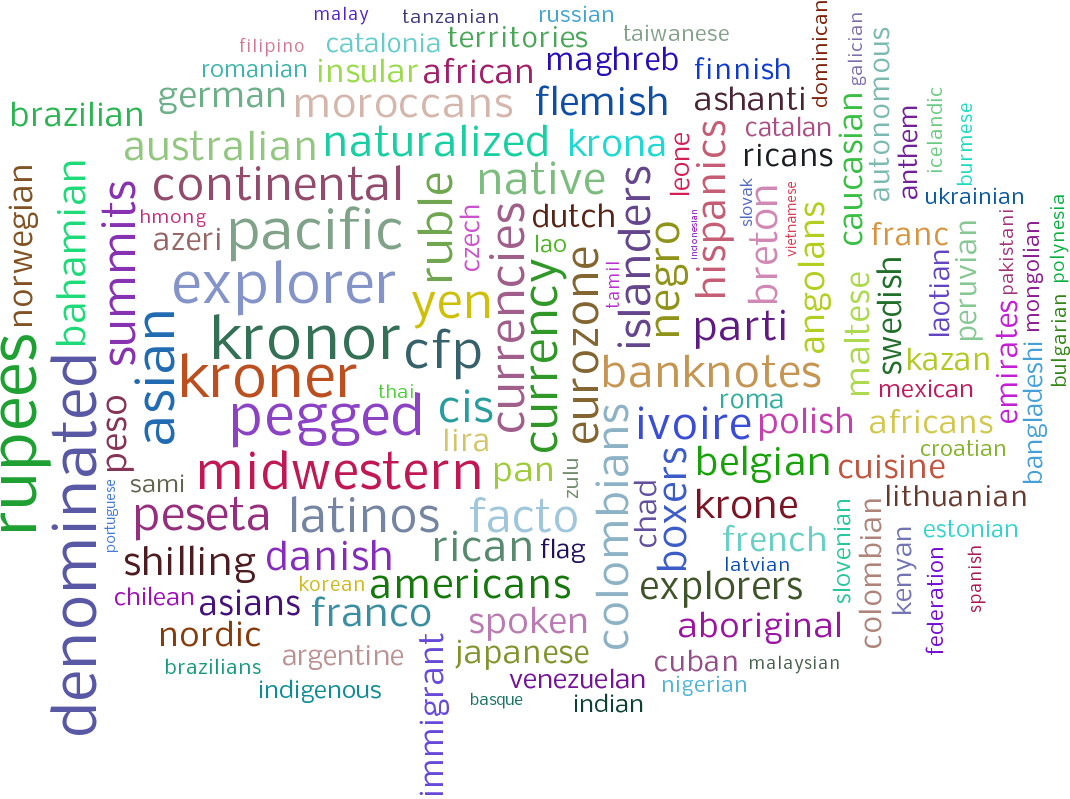 malay
tanzanian
russian
filipino
catalonia
territories
taiwanese
romanian
insular
african
maghreb
finnish
dominican
galician
brazilian
german
moroccans
flemish
ashanti
caucasian
autonomous
australian
naturalized
krona
leone
catalan
ricans
anthem
icelandic
burmese
norwegian
bahamian
summits
continental
ruble
native
islanders
hispanics
slovak
ukrainian
hmong
azeri
pacific
czech
currencies
dutch
lao
negro
indonesian
breton
vietnamese
angolans
franc
peruvian
pakistani
mongolian
polynesia
explorer
yen
currency
eurozone
tamil
maltese
swedish
laotian
emirates
bulgarian
rupees
denominated
asian
kronor
kroner
cfp
parti
kazan
bangladeshi
peso
thai
pegged
cis
banknotes
roma
mexican
lira
ivoire
polish
africans
croatian
portuguese
sami
midwestern
pan
zulu
colombians
chad
boxers
belgian
cuisine
peseta
latinos
facto
krone
lithuanian
shilling
danish
rican
flag
french
latvian
slovenian
colombian
kenyan
estonian
federation
spanish
chilean
asians
korean
americans
explorers
franco
nordic
spoken
aboriginal
brazilians
argentine
immigrant
japanese
cuban
malaysian
indigenous
venezuelan
nigerian
basque
indian